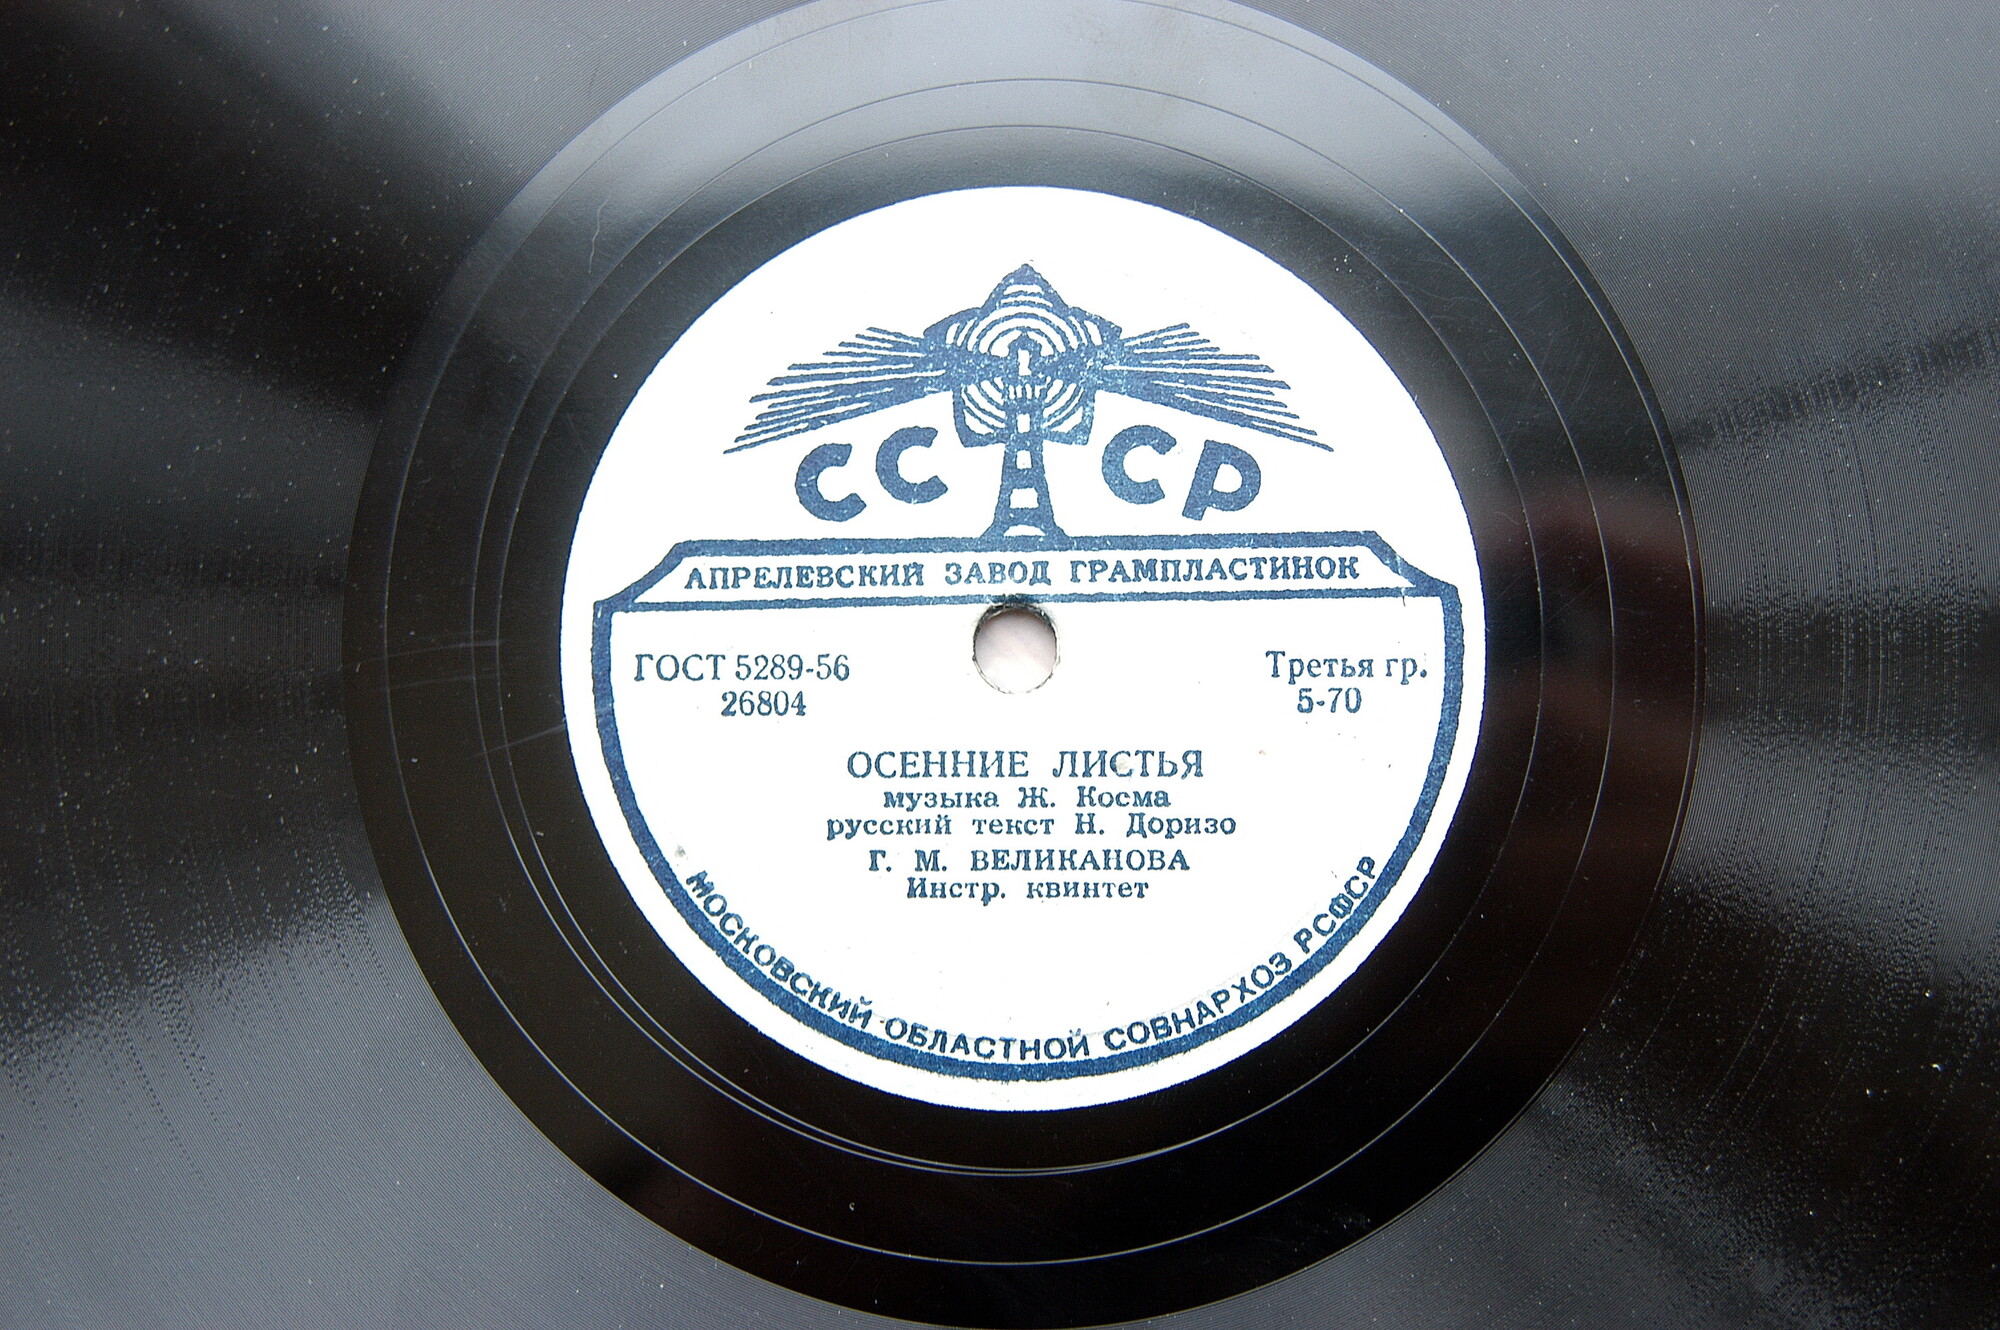 СССР
АПРЕЛЕВСКИЙ ЗАВОД ГРАМПЛАСТИНОК
ГОСТ 5289-56
26804
Третья гр.
5-70
ОСЕННИЕ ЛИСТЬЯ
музыка Ж. Косма
русский текст Н. Доризо
Г. М. ВЕЛИКАНОВА
Инстр. квинтет
МОСКОВСКИЙ ОБЛАСТНОЙ СОВНАРХОЗ РСФСР